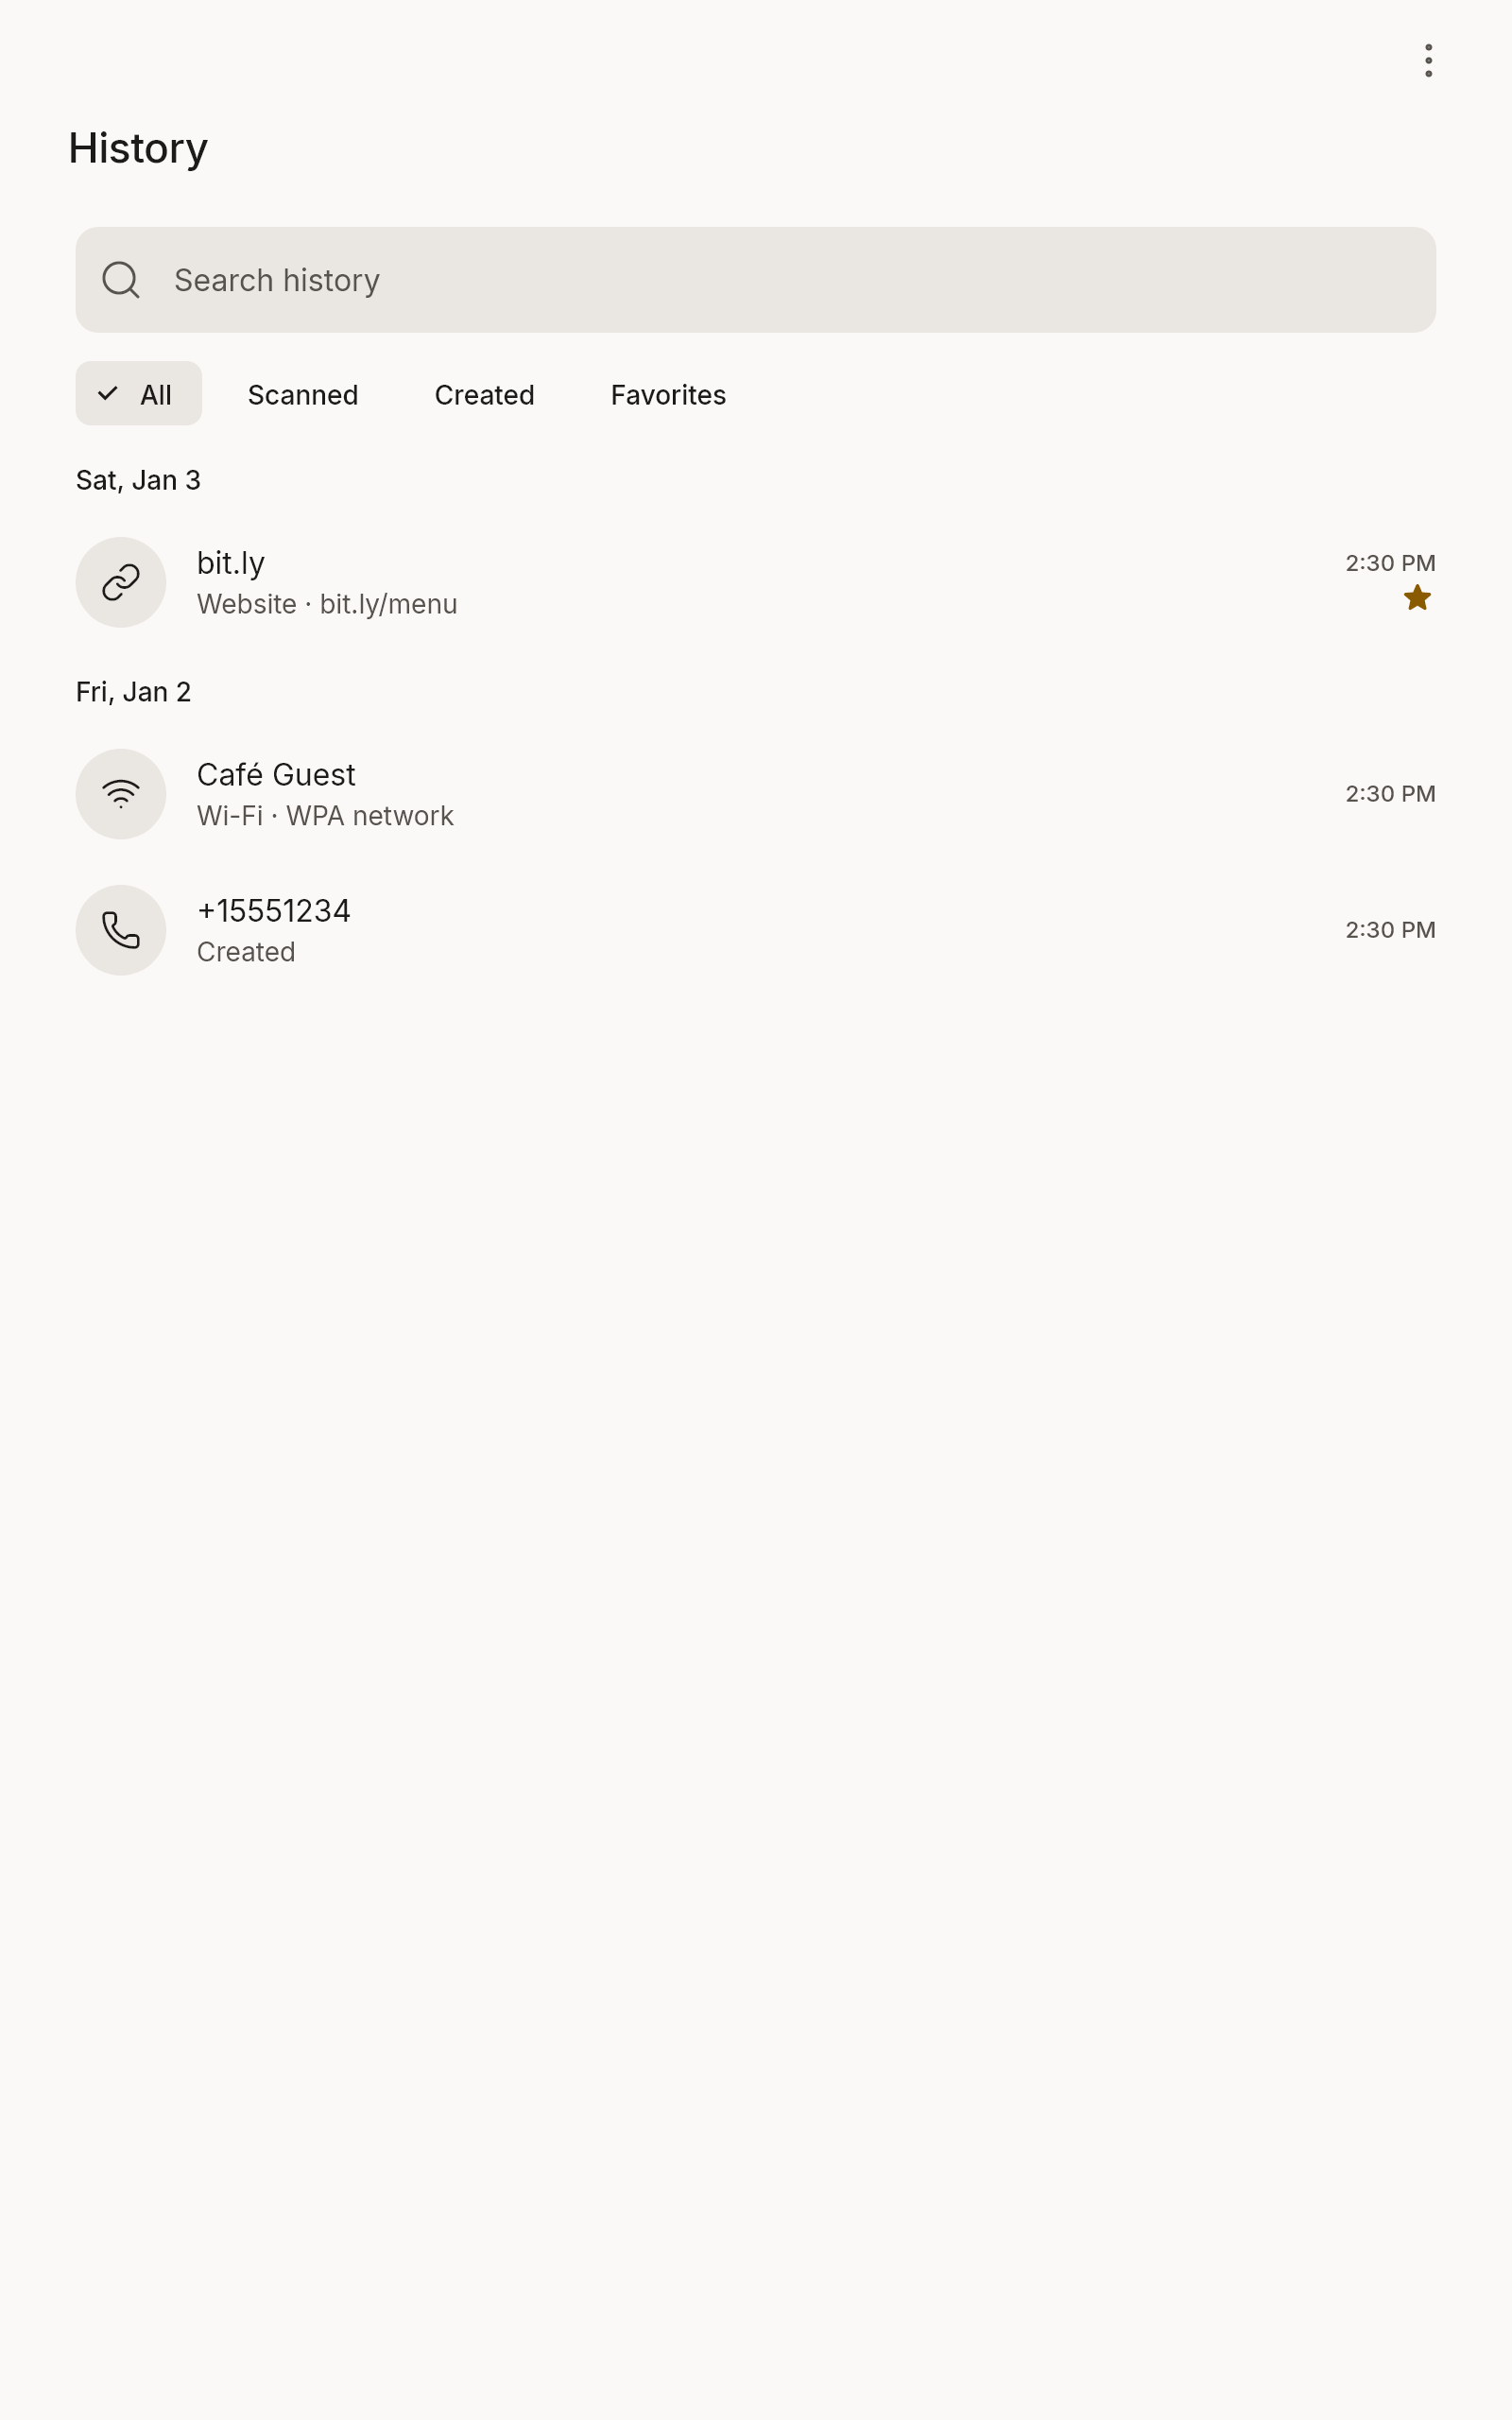 History
Search history
All
Scanned
Created
Favorites
Sat, Jan 3
bit.ly
2:30 PM
Website · bit.ly/menu
Fri, Jan 2
Café Guest
Wi-Fi · WPA network
2:30 PM
+15551234
Created
2:30 PM